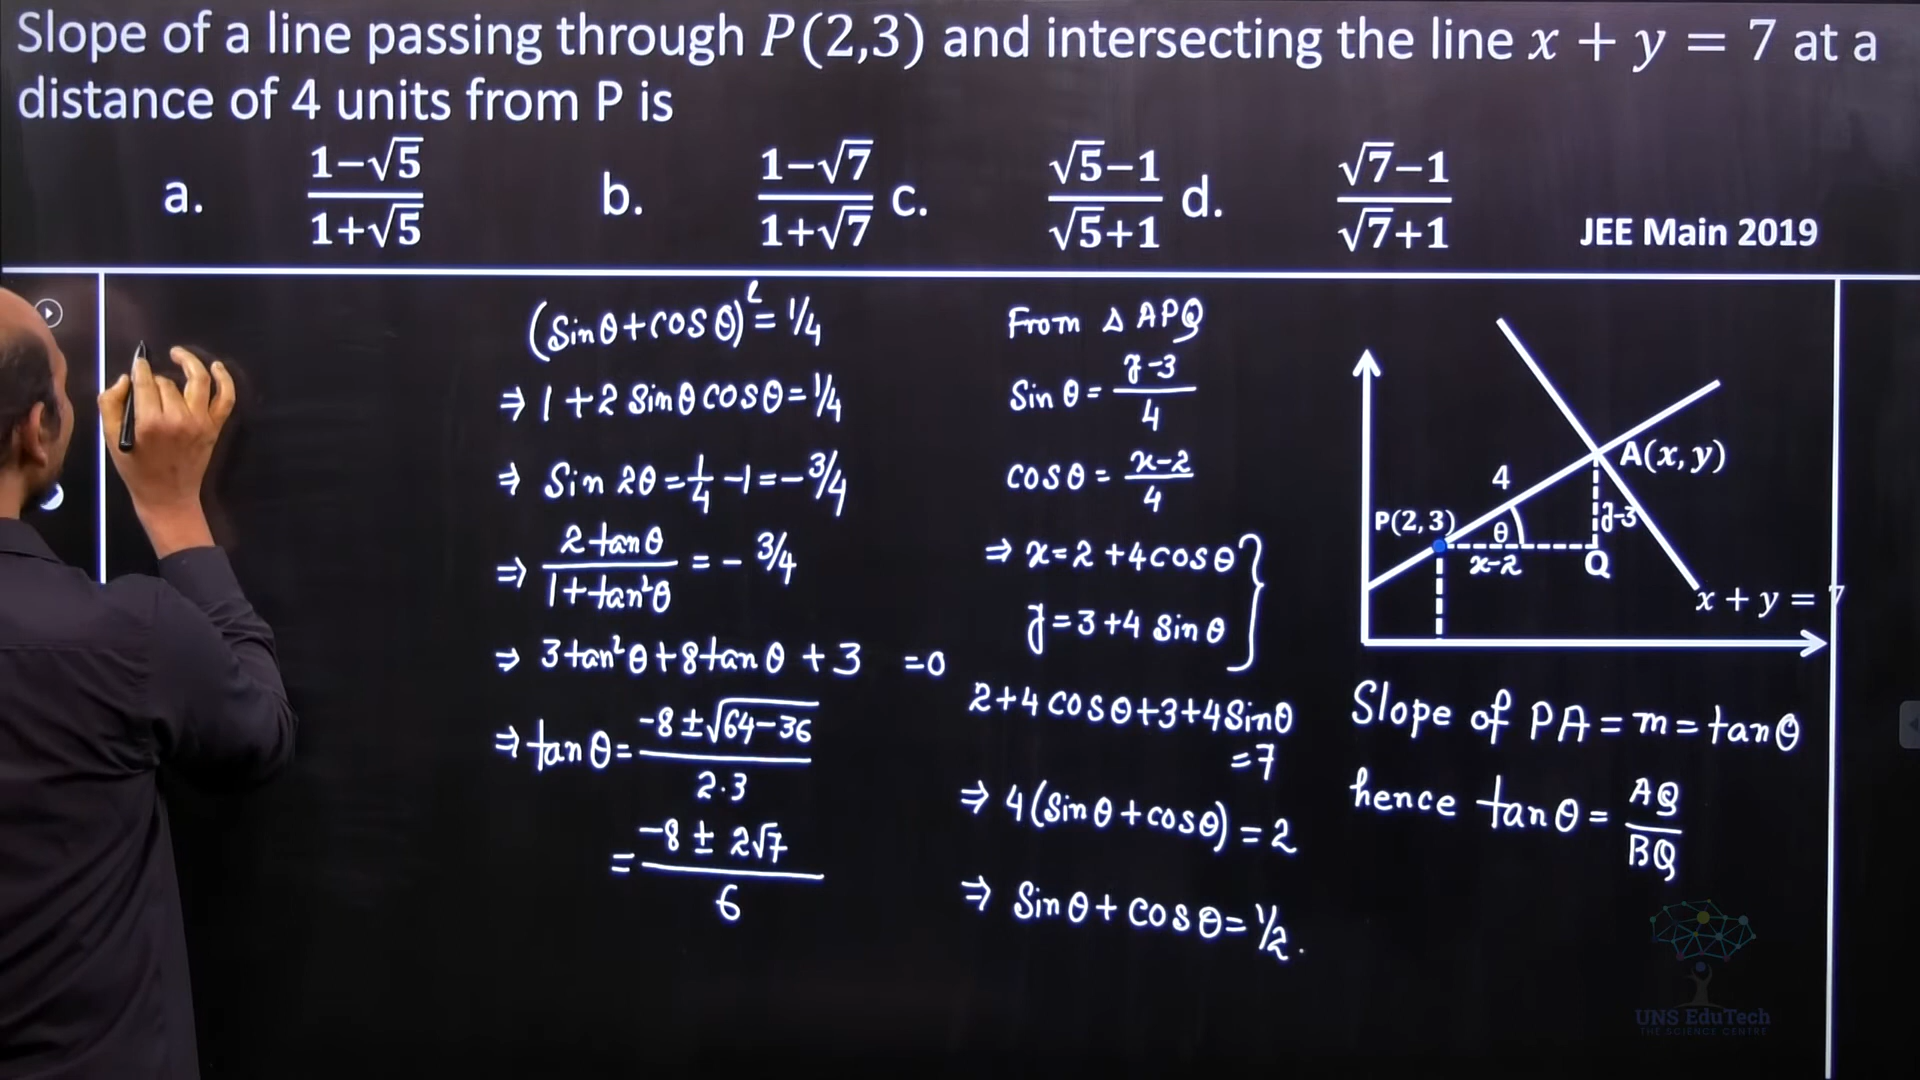 Slope of a line passing through P(2,3) and intersecting the line x + y = 7 at a
distance of 4 units from P is
a. (1−√5)/(1+√5) b. (1−√7)/(1+√7) c. (√5−1)/(√5+1) d. (√7−1)/(√7+1)
JEE Main 2019
(sinθ+cosθ)²=1/4
⇒ 1+2 sinθ cosθ=1/4
⇒ Sin 2θ=1/4 −1=−3/4
⇒ 2tanθ/(1+tan²θ) = − 3/4
⇒ 3tan²θ+8tanθ+3 =0
⇒ tanθ= (−8±√(64−36))/(2·3)
= (−8 ± 2√7)/6
From Δ APQ
Sin θ = (y−3)/4
cosθ = (x−2)/4
⇒ x=2+4cosθ
y=3+4 sinθ
2+4cosθ+3+4Sinθ
=7
⇒ 4(Sinθ+cosθ)=2
⇒ Sinθ+cosθ=1/2.
A(x, y)
4
P(2, 3)
θ
y−3
x−2
Q
x + y = 7
Slope of PA = m = tanθ
hence tanθ = AQ/BQ
UNS EduTech
THE SCIENCE CENTRE